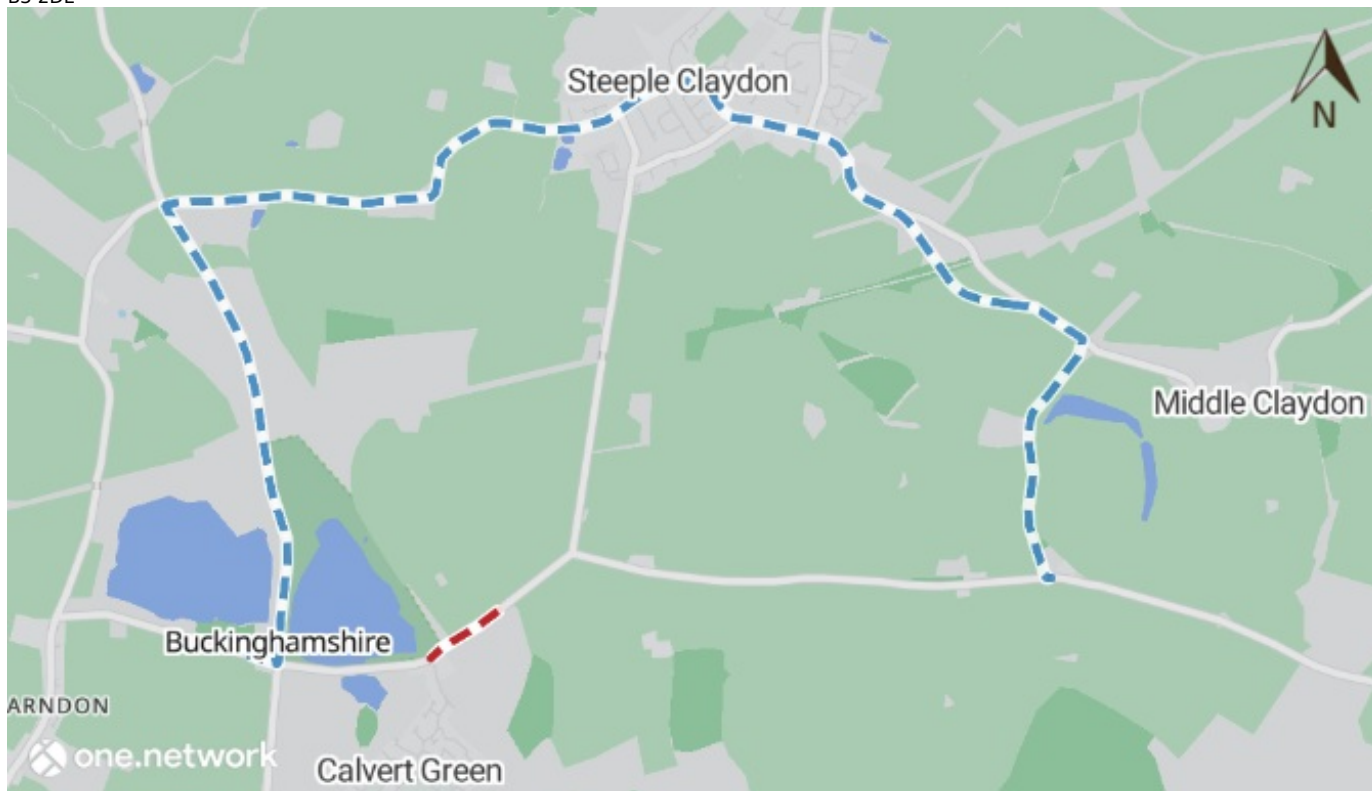 Steeple Claydon
N
Middle Claydon
Buckinghamshire
ARNDON
one.network
Calvert Green